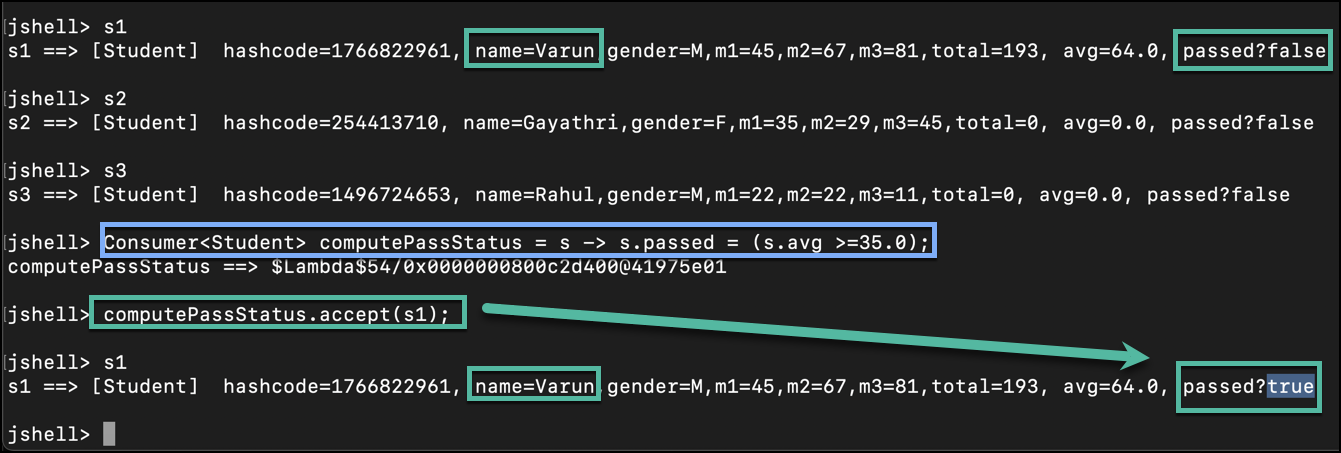 jshell> s1
s1 ==> [Student]  hashcode=1766822961, name=Varun,gender=M,m1=45,m2=67,m3=81,total=193, avg=64.0, passed?false
jshell> s2
s2 ==> [Student]  hashcode=254413710, name=Gayathri,gender=F,m1=35,m2=29,m3=45,total=0, avg=0.0, passed?false
jshell> s3
s3 ==> [Student]  hashcode=1496724653, name=Rahul,gender=M,m1=22,m2=22,m3=11,total=0, avg=0.0, passed?false
jshell> Consumer<Student> computePassStatus = s -> s.passed = (s.avg >=35.0);
computePassStatus ==> $Lambda$54/0x0000000800c2d400@41975e01
jshell> computePassStatus.accept(s1);
jshell> s1
s1 ==> [Student]  hashcode=1766822961, name=Varun,gender=M,m1=45,m2=67,m3=81,total=193, avg=64.0, passed?true
jshell>